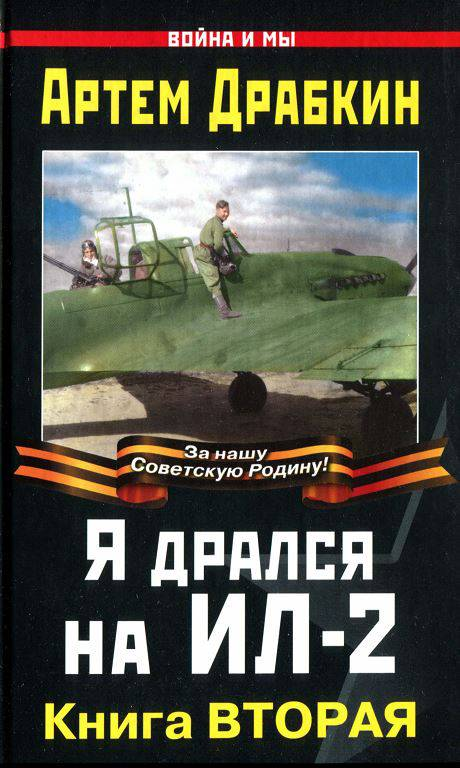 ВОЙНА И МЫ
АРТЕМ ДРАБКИН
За нашу
Советскую Родину!
Я ДРАЛСЯ
НА ИЛ-2
Книга ВТОРАЯ